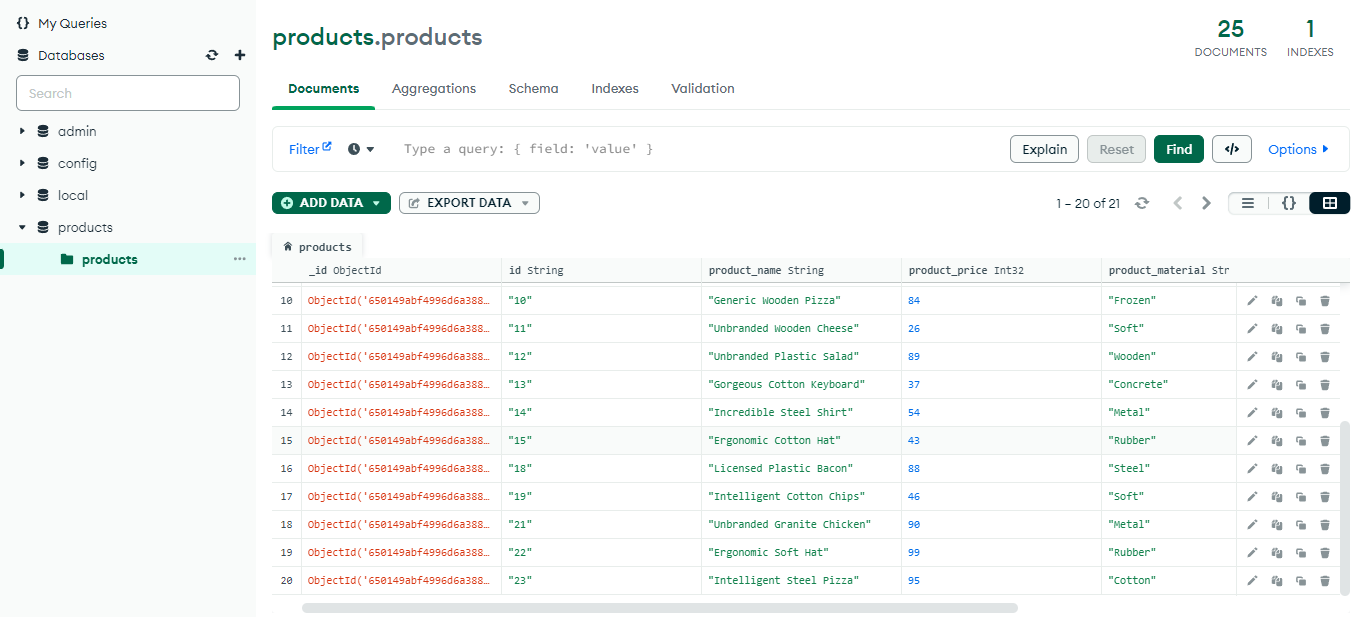 {} My Queries
Databases
Search
admin
config
local
products
products
products.products
25
DOCUMENTS
1
INDEXES
Documents Aggregations Schema Indexes Validation
Filter Type a query: { field: 'value' } Explain Reset Find </> Options
ADD DATA EXPORT DATA 1 – 20 of 21 {}
products
_id ObjectId id String product_name String product_price Int32 product_material Str
10 ObjectId('650149abf4996d6a388… "10" "Generic Wooden Pizza" 84 "Frozen"
11 ObjectId('650149abf4996d6a388… "11" "Unbranded Wooden Cheese" 26 "Soft"
12 ObjectId('650149abf4996d6a388… "12" "Unbranded Plastic Salad" 89 "Wooden"
13 ObjectId('650149abf4996d6a388… "13" "Gorgeous Cotton Keyboard" 37 "Concrete"
14 ObjectId('650149abf4996d6a388… "14" "Incredible Steel Shirt" 54 "Metal"
15 ObjectId('650149abf4996d6a388… "15" "Ergonomic Cotton Hat" 43 "Rubber"
16 ObjectId('650149abf4996d6a388… "18" "Licensed Plastic Bacon" 88 "Steel"
17 ObjectId('650149abf4996d6a388… "19" "Intelligent Cotton Chips" 46 "Soft"
18 ObjectId('650149abf4996d6a388… "21" "Unbranded Granite Chicken" 90 "Metal"
19 ObjectId('650149abf4996d6a388… "22" "Ergonomic Soft Hat" 99 "Rubber"
20 ObjectId('650149abf4996d6a388… "23" "Intelligent Steel Pizza" 95 "Cotton"